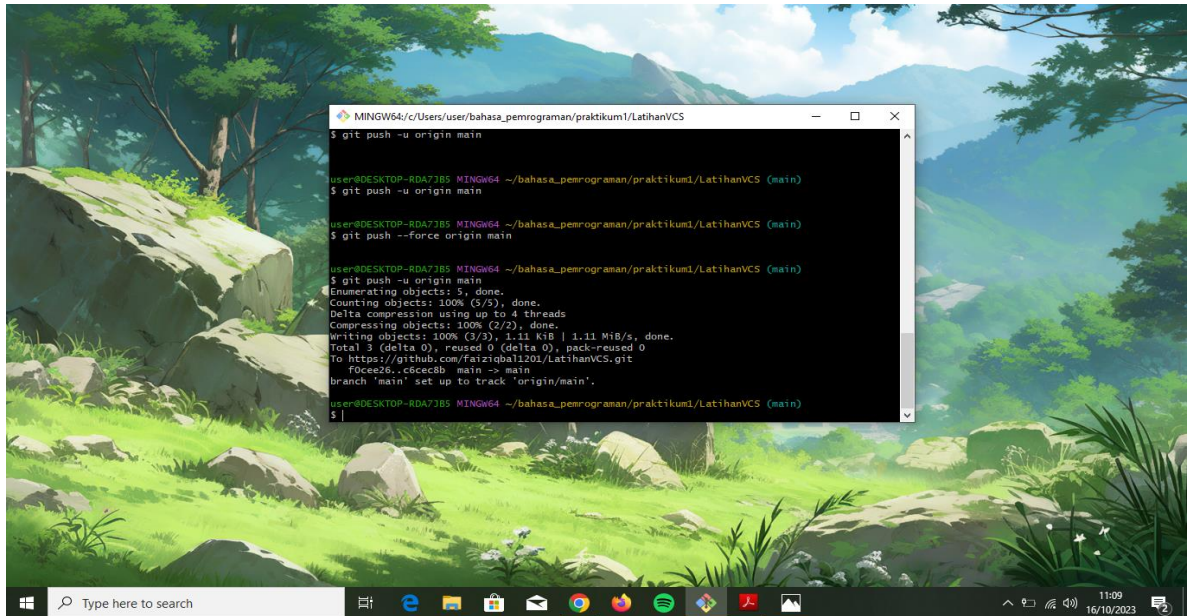 MINGW64:/c/Users/user/bahasa_pemrograman/praktikum1/LatihanVCS
$ git push -u origin main
user@DESKTOP-RDA7JB5 MINGW64 ~/bahasa_pemrograman/praktikum1/LatihanVCS (main)
$ git push -u origin main
user@DESKTOP-RDA7JB5 MINGW64 ~/bahasa_pemrograman/praktikum1/LatihanVCS (main)
$ git push --force origin main
user@DESKTOP-RDA7JB5 MINGW64 ~/bahasa_pemrograman/praktikum1/LatihanVCS (main)
$ git push -u origin main
Enumerating objects: 5, done.
Counting objects: 100% (5/5), done.
Delta compression using up to 4 threads
Compressing objects: 100% (2/2), done.
Writing objects: 100% (3/3), 1.11 KiB | 1.11 MiB/s, done.
Total 3 (delta 0), reused 0 (delta 0), pack-reused 0
To https://github.com/faiziqbal1201/LatihanVCS.git
f0cee26..c6cec8b main -> main
branch 'main' set up to track 'origin/main'.
user@DESKTOP-RDA7JB5 MINGW64 ~/bahasa_pemrograman/praktikum1/LatihanVCS (main)
$
Type here to search
11:09
16/10/2023
2